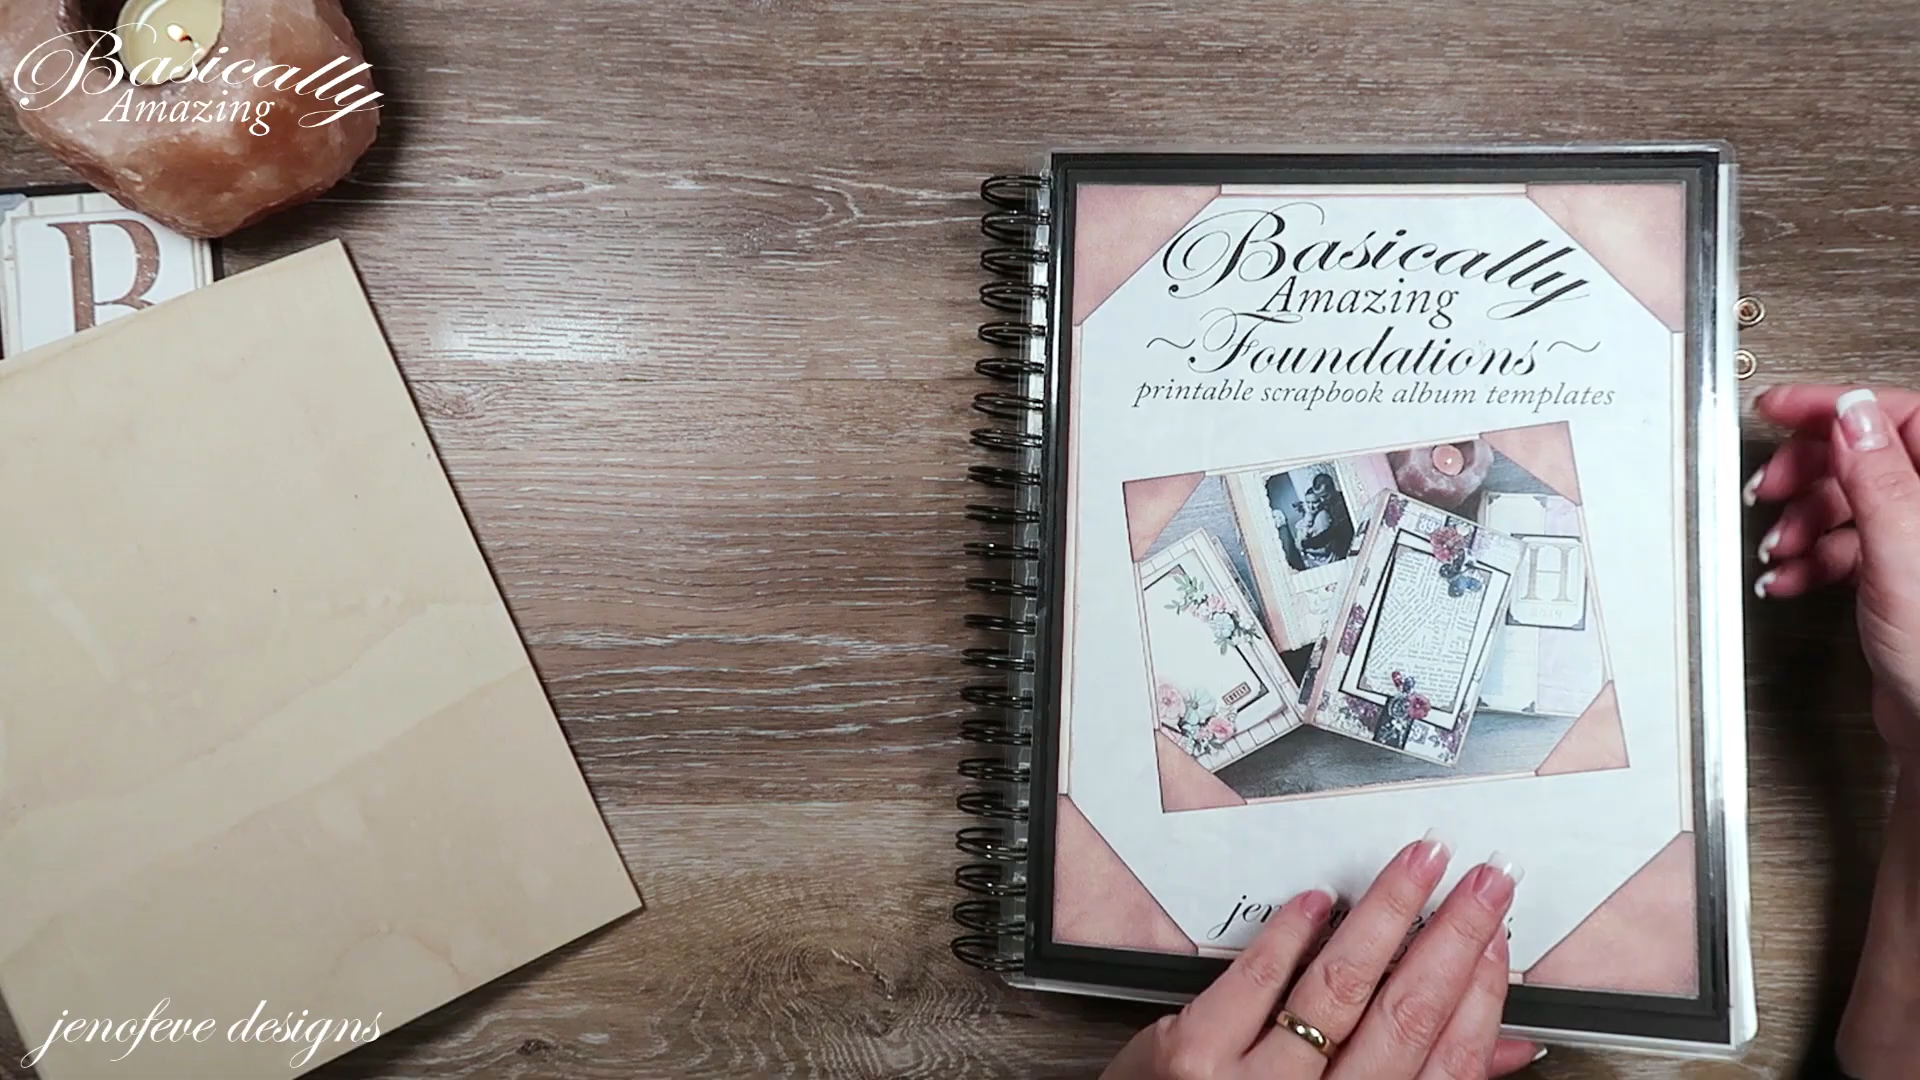 Basically
Amazing
B
Basically
Amazing
~Foundations~
printable scrapbook album templates
H
jenofeve designs